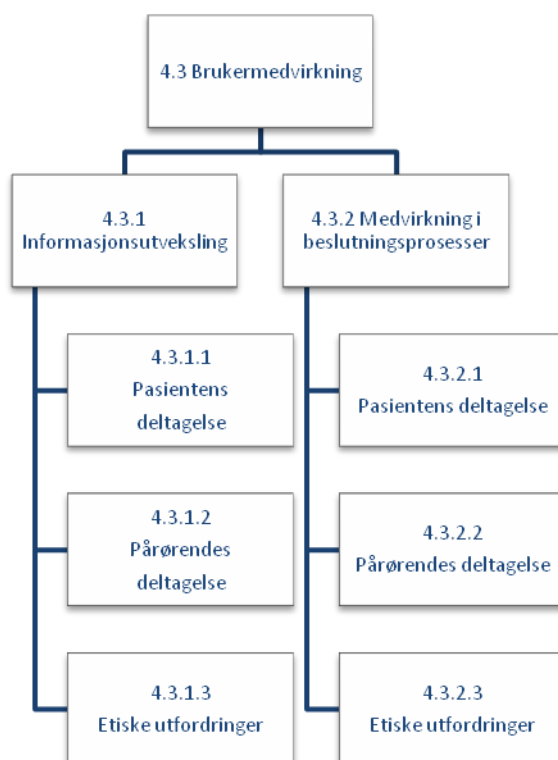 4.3 Brukermedvirkning
4.3.1
Informasjonsutveksling
4.3.1.1
Pasientens
deltagelse
4.3.1.2
Pårørendes
deltagelse
4.3.1.3
Etiske utfordringer
4.3.2 Medvirkning i
beslutningsprosesser
4.3.2.1
Pasientens deltagelse
4.3.2.2
Pårørendes deltagelse
4.3.2.3
Etiske utfordringer